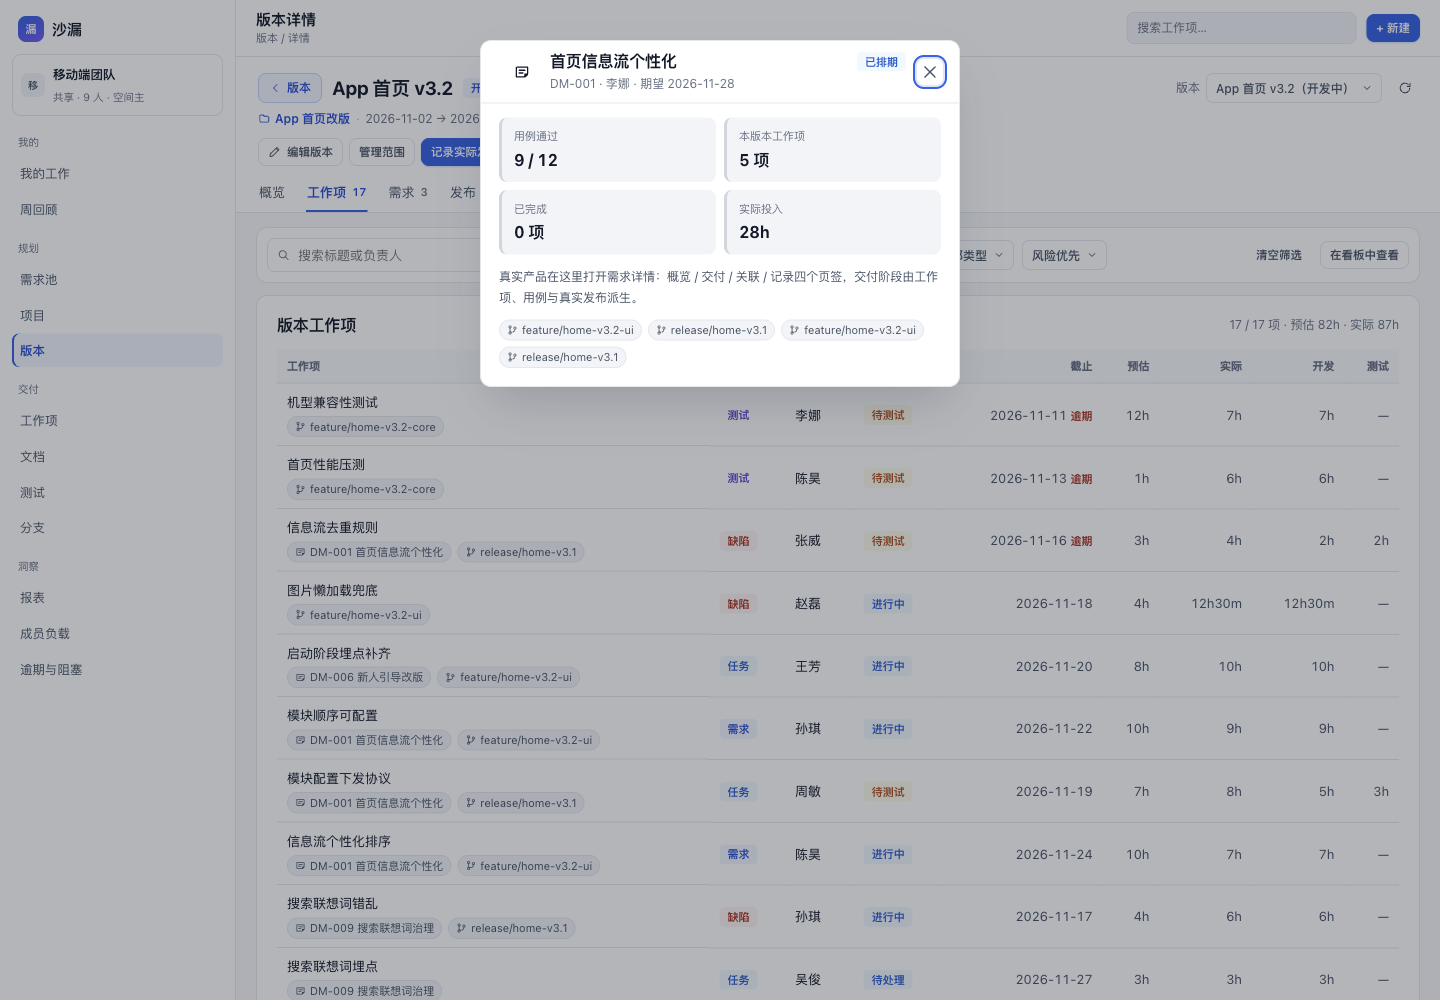 漏 沙漏
移 移动端团队
共享 · 9 人 · 空间主
我的
我的工作
周回顾
规划
需求池
项目
版本
交付
工作项
文档
测试
分支
洞察
报表
成员负载
逾期与阻塞
版本详情
版本 / 详情
搜索工作项...
+ 新建
版本
App 首页 v3.2
版本
App 首页 v3.2（开发中）
App 首页改版 · 2026-11-02 → 2026
编辑版本
管理范围
记录实际
概览
工作项 17
需求 3
发布
搜索标题或负责人
类型
风险优先
清空筛选
在看板中查看
首页信息流个性化
DM-001 · 李娜 · 期望 2026-11-28
已排期
用例通过
9 / 12
本版本工作项
5 项
已完成
0 项
实际投入
28h
真实产品在这里打开需求详情：概览 / 交付 / 关联 / 记录四个页签，交付阶段由工作
项、用例与真实发布派生。
feature/home-v3.2-ui release/home-v3.1 feature/home-v3.2-ui
release/home-v3.1
版本工作项
17 / 17 项 · 预估 82h · 实际 87h
工作项 截止 预估 实际 开发 测试
机型兼容性测试
feature/home-v3.2-core
测试 李娜 待测试 2026-11-11 逾期 12h 7h 7h —
首页性能压测
feature/home-v3.2-core
测试 陈昊 待测试 2026-11-13 逾期 1h 6h 6h —
信息流去重规则
DM-001 首页信息流个性化 release/home-v3.1
缺陷 张威 待测试 2026-11-16 逾期 3h 4h 2h 2h
图片懒加载兜底
feature/home-v3.2-ui
缺陷 赵磊 进行中 2026-11-18 4h 12h30m 12h30m —
启动阶段埋点补齐
DM-006 新人引导改版 feature/home-v3.2-ui
任务 王芳 进行中 2026-11-20 8h 10h 10h —
模块顺序可配置
DM-001 首页信息流个性化 feature/home-v3.2-ui
需求 孙琪 进行中 2026-11-22 10h 9h 9h —
模块配置下发协议
DM-001 首页信息流个性化 release/home-v3.1
任务 周敏 待测试 2026-11-19 7h 8h 5h 3h
信息流个性化排序
DM-001 首页信息流个性化 feature/home-v3.2-ui
需求 陈昊 进行中 2026-11-24 10h 7h 7h —
搜索联想词错乱
DM-009 搜索联想词治理 release/home-v3.1
缺陷 孙琪 进行中 2026-11-17 4h 6h 6h —
搜索联想词埋点
DM-009 搜索联想词治理
任务 吴俊 待处理 2026-11-27 3h 3h 3h —